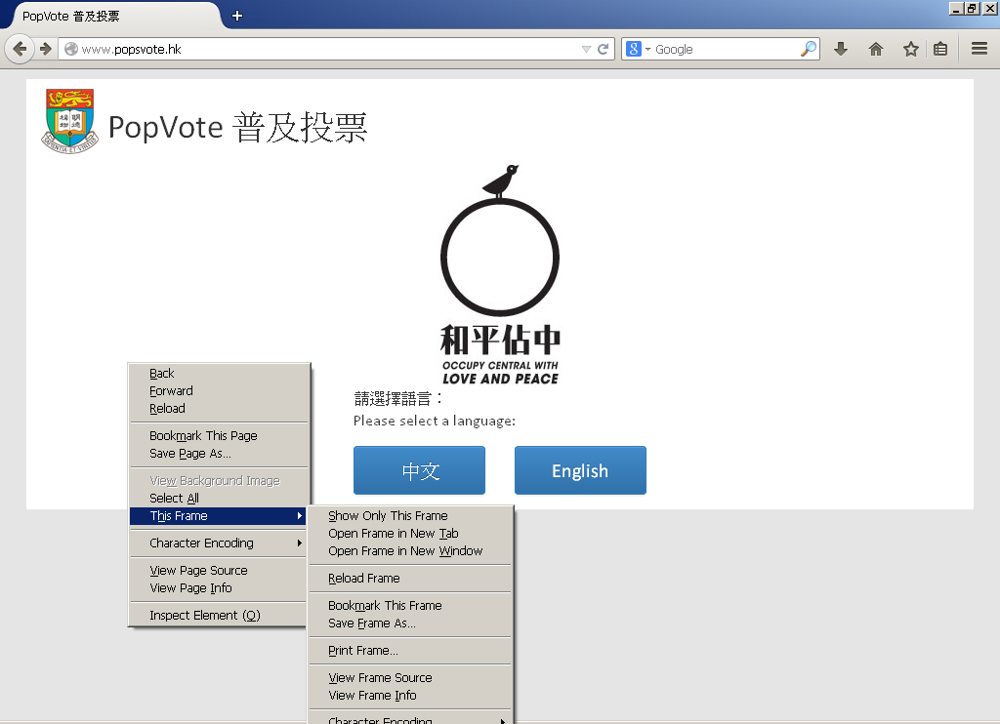 PopVote 普及投票
www.popsvote.hk
Google
PopVote 普及投票
SAPIENTIA ET VIRTUS
和平佔中
OCCUPY CENTRAL WITH
LOVE AND PEACE
請選擇語言：
Please select a language:
中文 English
Back
Forward
Reload
Bookmark This Page
Save Page As...
View Background Image
Select All
This Frame
Character Encoding
View Page Source
View Page Info
Inspect Element (Q)
Show Only This Frame
Open Frame in New Tab
Open Frame in New Window
Reload Frame
Bookmark This Frame
Save Frame As...
Print Frame...
View Frame Source
View Frame Info
Character Encoding